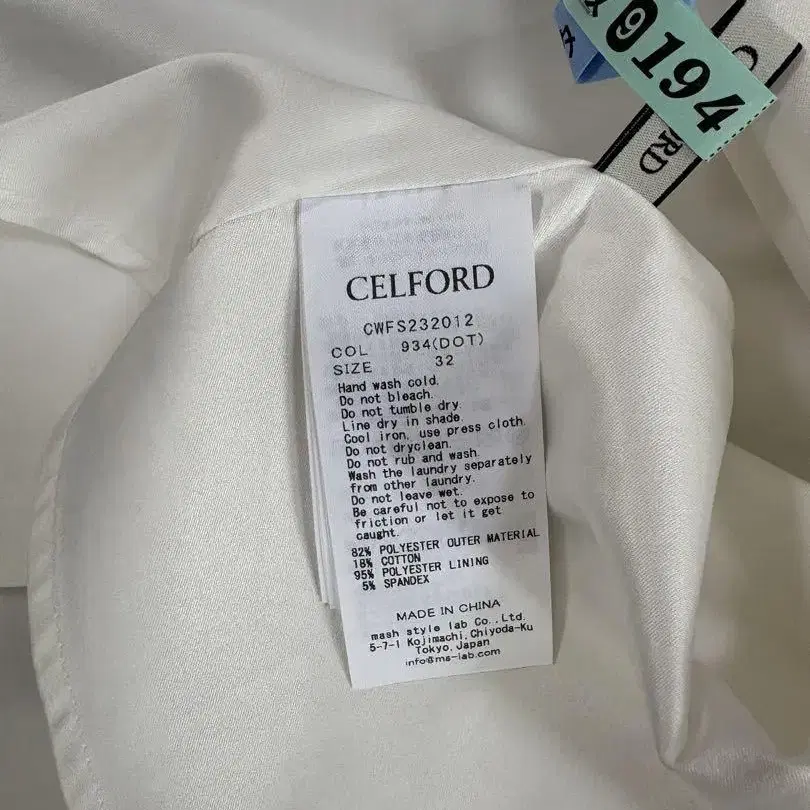 9194
RD
CELFORD
CWFS232012
COL 934(DOT)
SIZE 32
Hand wash cold.
Do not bleach.
Do not tumble dry.
Line dry in shade.
Cool iron, use press cloth.
Do not dryclean.
Do not rub and wash.
Wash the laundry separately
from other laundry.
Do not leave wet.
Be careful not to expose to
friction or let it get
caught.
82% POLYESTER OUTER MATERIAL
18% COTTON
95% POLYESTER LINING
5% SPANDEX
MADE IN CHINA
mash style lab Co., Ltd.
5-7-1 Kojimachi, Chiyoda-Ku
Tokyo, Japan
info@ms-lab.com